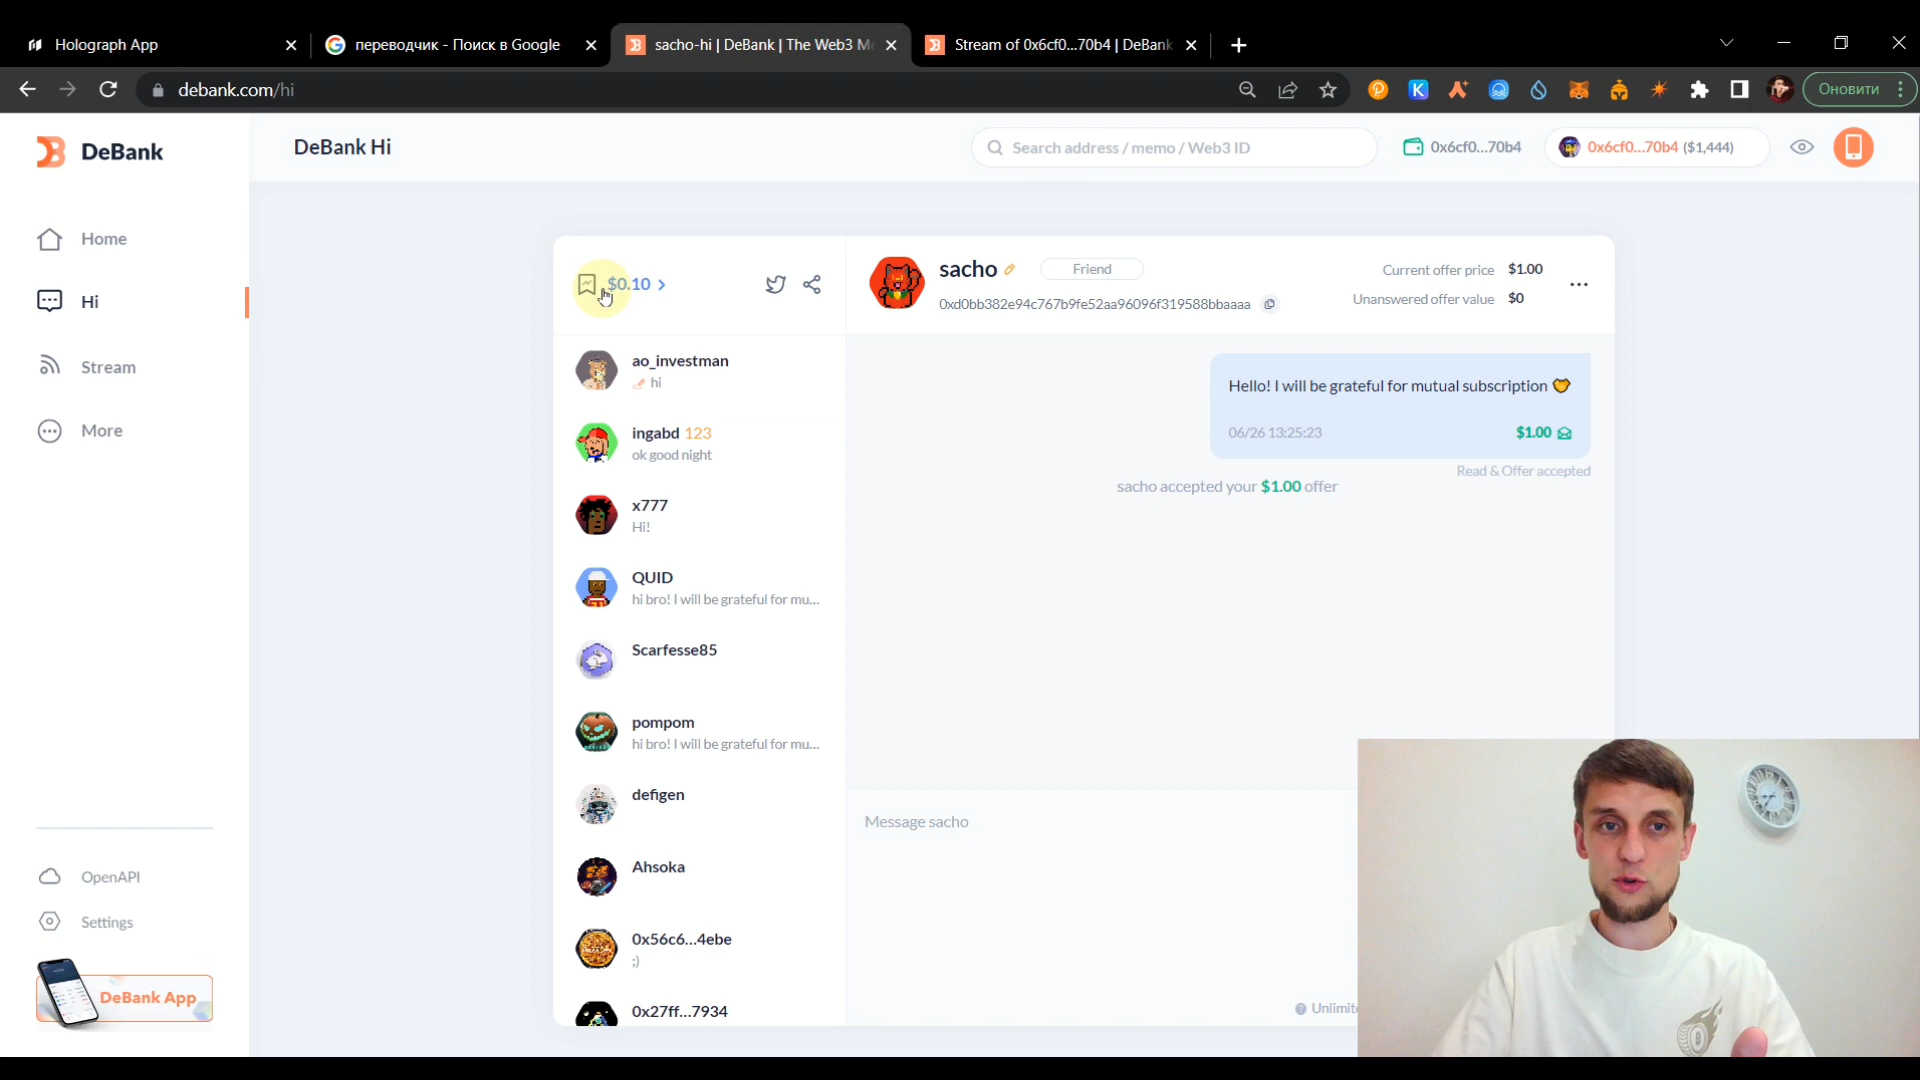 Holograph App
переводчик - Поиск в Google
sacho-hi | DeBank | The Web3 M
Stream of 0x6cf0...70b4 | DeBank
debank.com/hi
Оновити
DeBank
DeBank Hi
Search address / memo / Web3 ID
0x6cf0...70b4
0x6cf0...70b4 ($1,444)
Home
Hi
Stream
More
OpenAPI
Settings
DeBank App
$0.10
ao_investman
hi
ingabd 123
ok good night
x777
Hi!
QUID
hi bro! I will be grateful for mu...
Scarfesse85
pompom
hi bro! I will be grateful for mu...
defigen
Ahsoka
0x56c6...4ebe
;)
0x27ff...7934
sacho
Friend
0xd0bb382e94c767b9fe52aa96096f319588bbaaaa
Current offer price $1.00
Unanswered offer value $0
Hello! I will be grateful for mutual subscription
06/26 13:25:23 $1.00
Read & Offer accepted
sacho accepted your $1.00 offer
Message sacho
Unlimite